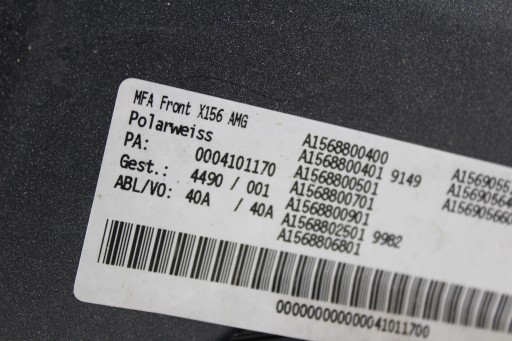 MFA Front X156 AMG
Polarweiss
PA: 0004101170
Gest.: 4490 / 001
ABL/VO: 40A / 40A
A1568800400
A1568800401 9149
A1568800501
A1568800701
A1568800901
A1568802501 9982
A1568806801
0000000000000041011700